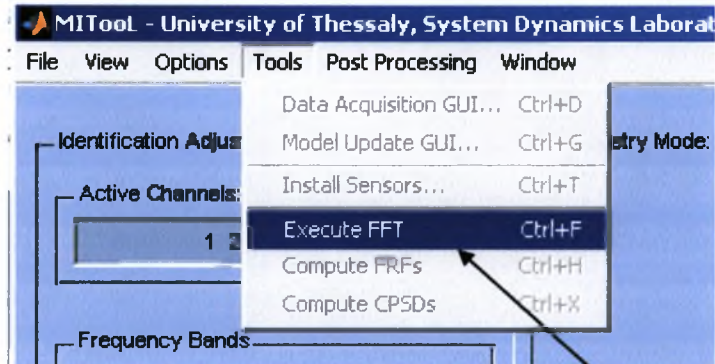 MITooL - University of Thessaly, System Dynamics Laborat
File View Options Tools Post Processing Window
Data Acquisition GUI... Ctrl+D
Identification Adjus Model Update GUI... Ctrl+G etry Mode:
Install Sensors... Ctrl+T
Active Channels:
Execute FFT Ctrl+F
1 2
Compute FRFs Ctrl+H
Compute CPSDs Ctrl+X
Frequency Bands